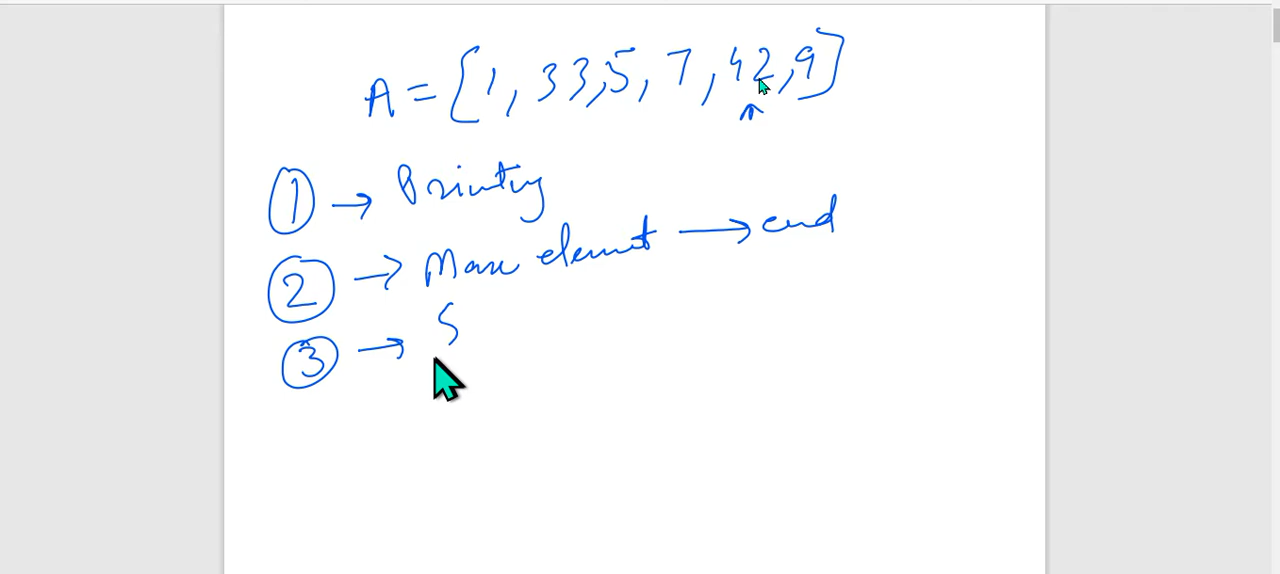 A = [1, 33, 5, 7, 42, 9]
1 → Printing
2 → Max element → end
3 → S